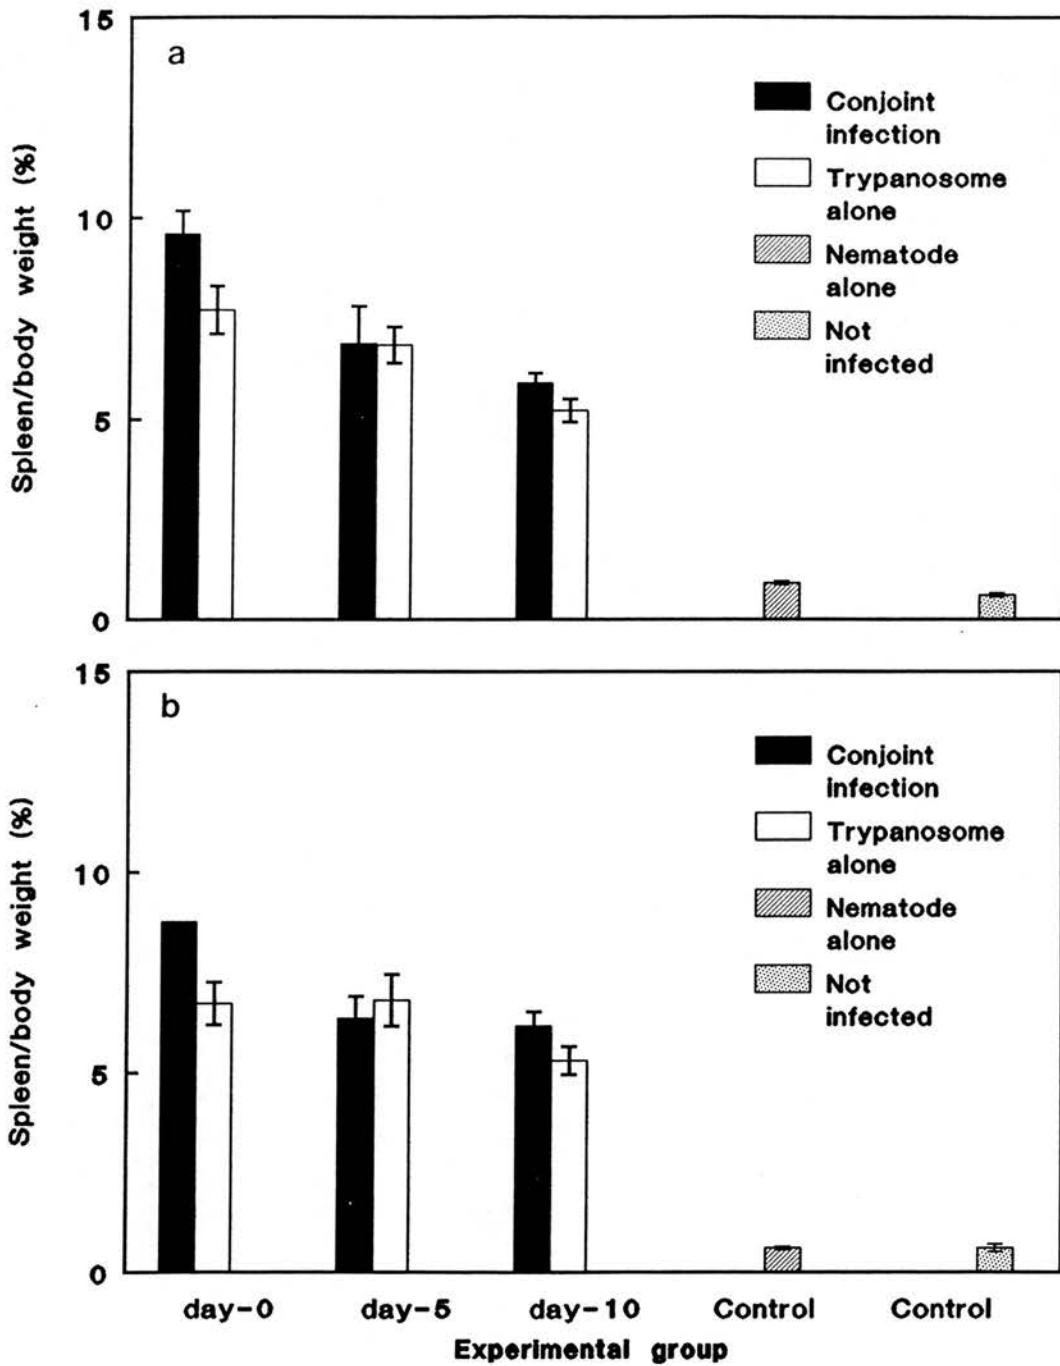 15
a
Conjoint
infection
Trypanosome
alone
Nematode
alone
Not
infected
10
5
0
Spleen/body weight (%)
15
b
Conjoint
infection
Trypanosome
alone
Nematode
alone
Not
infected
10
5
0
Spleen/body weight (%)
day-0 day-5 day-10 Control Control
Experimental group